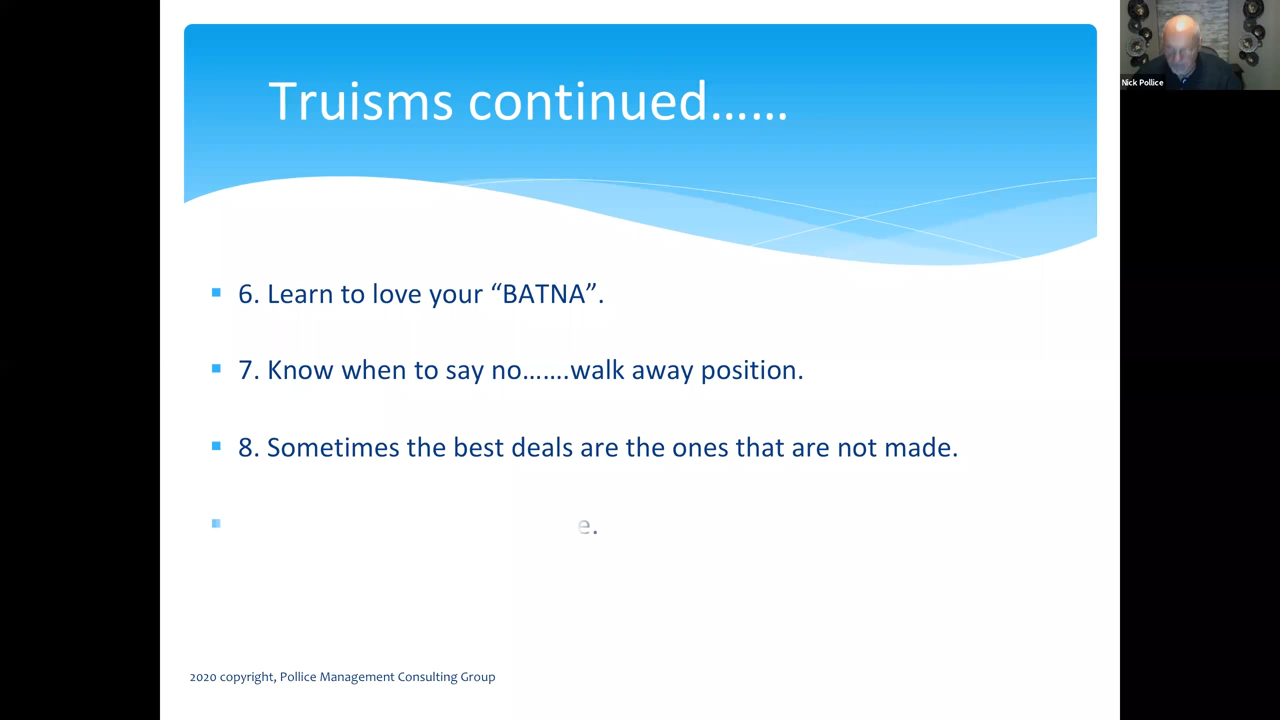 Truisms continued......
Nick Pollice
6. Learn to love your “BATNA”.
7. Know when to say no.......walk away position.
8. Sometimes the best deals are the ones that are not made.
e.
2020 copyright, Pollice Management Consulting Group